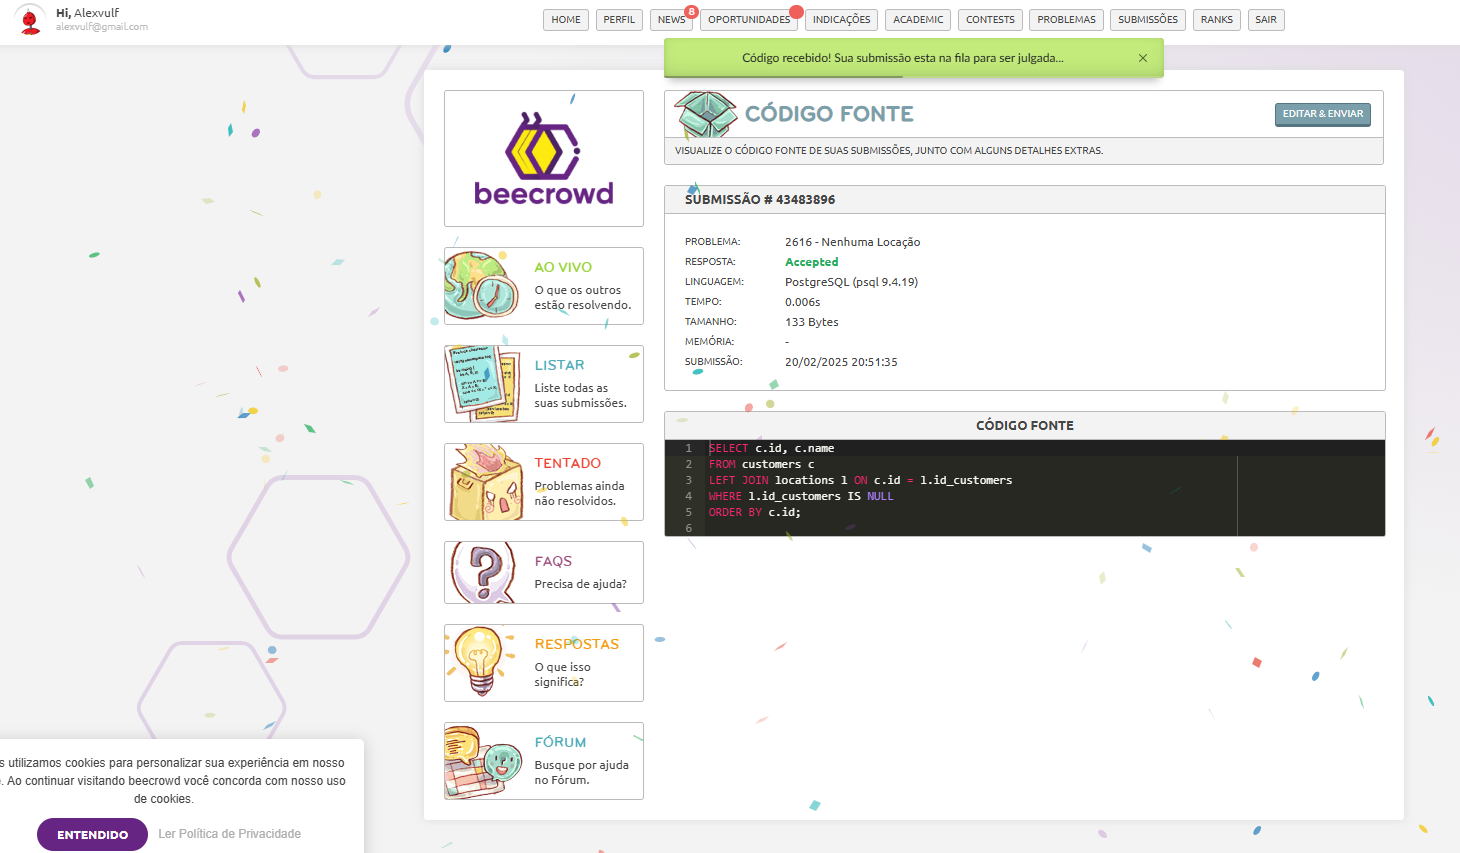 Hi, Alexvulf
alexvulf@gmail.com
HOME
PERFIL
NEWS
8
OPORTUNIDADES
INDICAÇÕES
ACADEMIC
CONTESTS
PROBLEMAS
SUBMISSÕES
RANKS
SAIR
Código recebido! Sua submissão esta na fila para ser julgada...
×
beecrowd
AO VIVO
O que os outros
estão resolvendo.
LISTAR
Liste todas as
suas submissões.
TENTADO
Problemas ainda
não resolvidos.
FAQS
Precisa de ajuda?
RESPOSTAS
O que isso
significa?
FÓRUM
Busque por ajuda
no Fórum.
CÓDIGO FONTE
EDITAR & ENVIAR
VISUALIZE O CÓDIGO FONTE DE SUAS SUBMISSÕES, JUNTO COM ALGUNS DETALHES EXTRAS.
SUBMISSÃO # 43483896
PROBLEMA: 2616 - Nenhuma Locação
RESPOSTA: Accepted
LINGUAGEM: PostgreSQL (psql 9.4.19)
TEMPO: 0.006s
TAMANHO: 133 Bytes
MEMÓRIA: -
SUBMISSÃO: 20/02/2025 20:51:35
CÓDIGO FONTE
1 SELECT c.id, c.name
2 FROM customers c
3 LEFT JOIN locations l ON c.id = l.id_customers
4 WHERE l.id_customers IS NULL
5 ORDER BY c.id;
6
s utilizamos cookies para personalizar sua experiência em nosso
. Ao continuar visitando beecrowd você concorda com nosso uso
de cookies.
ENTENDIDO
Ler Política de Privacidade